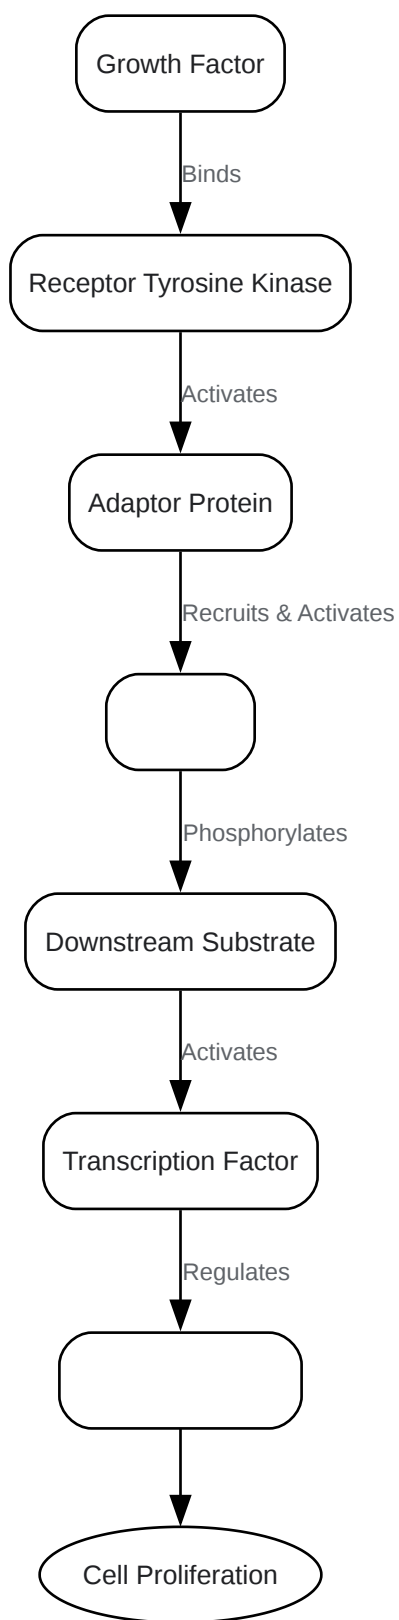 Growth Factor
Binds
Receptor Tyrosine Kinase
Activates
Adaptor Protein
Recruits & Activates
Phosphorylates
Downstream Substrate
Activates
Transcription Factor
Regulates
Cell Proliferation